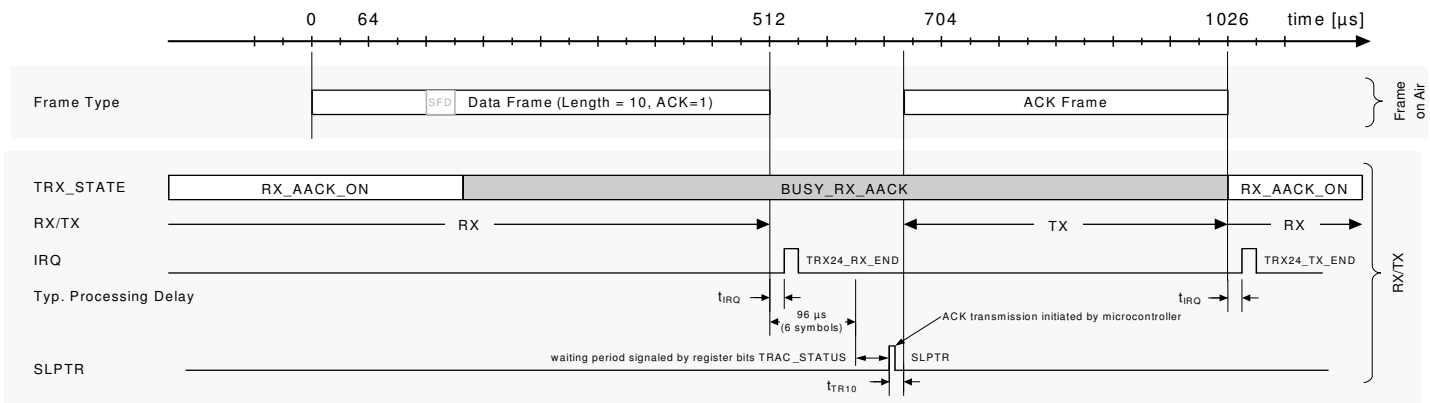 0 64 512 704 1026 time [µs]
Frame Type
SFD
Data Frame (Length = 10, ACK=1)
ACK Frame
Frame
on Air
TRX_STATE
RX_AACK_ON
BUSY_RX_AACK
RX_AACK_ON
RX/TX
RX
TX
RX
IRQ
TRX24_RX_END
TRX24_TX_END
RX/TX
Typ. Processing Delay
tIRQ
tIRQ
96 µs
(6 symbols)
ACK transmission initiated by microcontroller
waiting period signaled by register bits TRAC_STATUS
SLPTR
SLPTR
tTR10